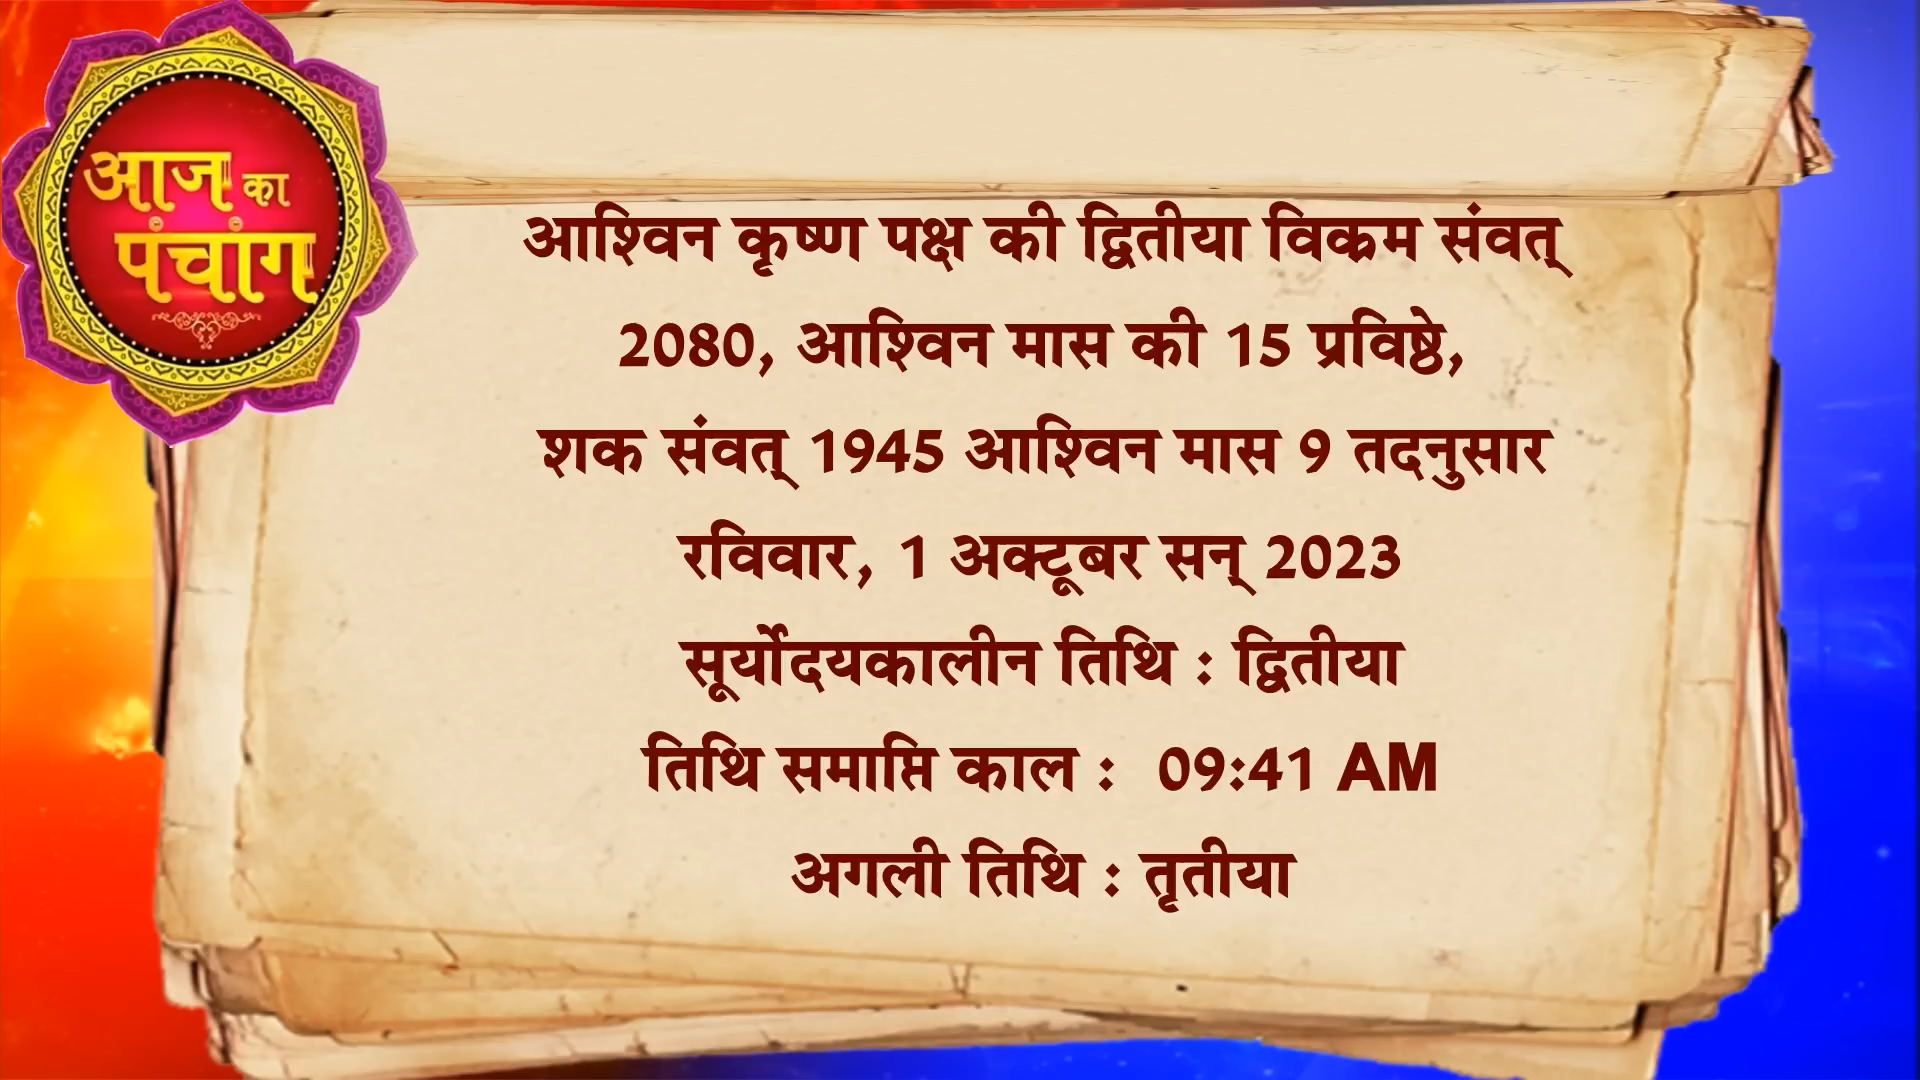 आज का
पंचांग
आश्विन कृष्ण पक्ष की द्वितीया विक्रम संवत्
2080, आश्विन मास की 15 प्रविष्ठे,
शक संवत् 1945 आश्विन मास 9 तदनुसार
रविवार, 1 अक्टूबर सन् 2023
सूर्योदयकालीन तिथि : द्वितीया
तिथि समाप्ति काल : 09:41 AM
अगली तिथि : तृतीया